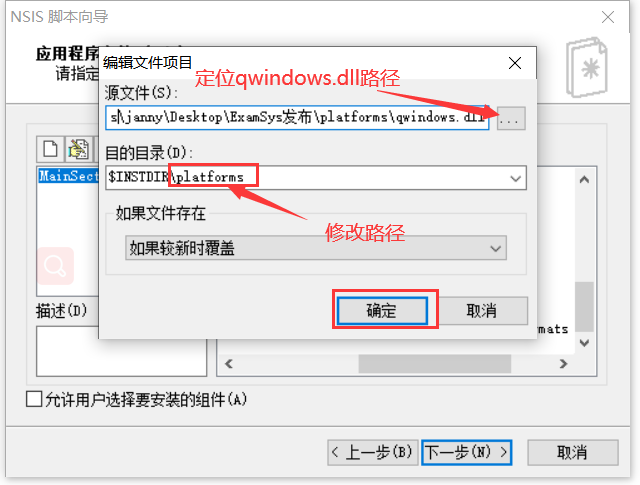 NSIS 脚本向导
应用程序
请指定
编辑文件项目
定位qwindows.dll路径
源文件(S):
s\janny\Desktop\ExamSys发布\platforms\qwindows.dll
...
目的目录(D):
$INSTDIR\platforms
MainSect
如果文件存在
修改路径
如果较新时覆盖
确定
取消
描述(D)
mats
允许用户选择要安装的组件(A)
< 上一步(B)
下一步(N) >
取消